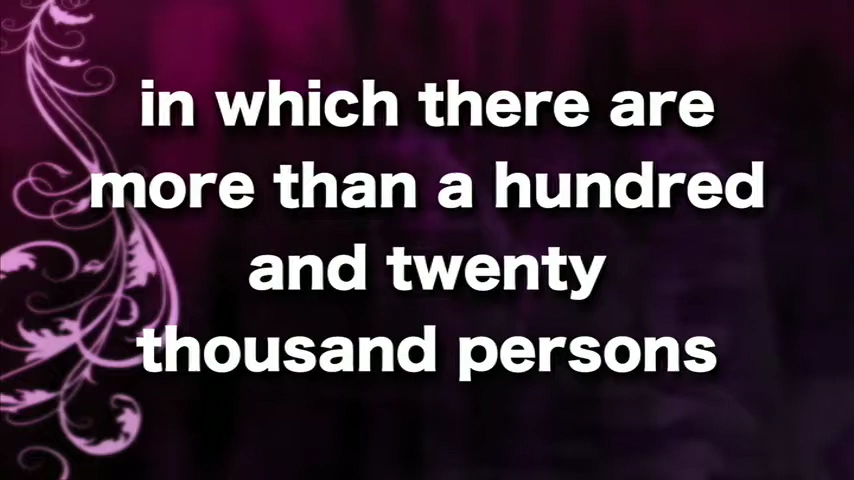 in which there are
more than a hundred
and twenty
thousand persons